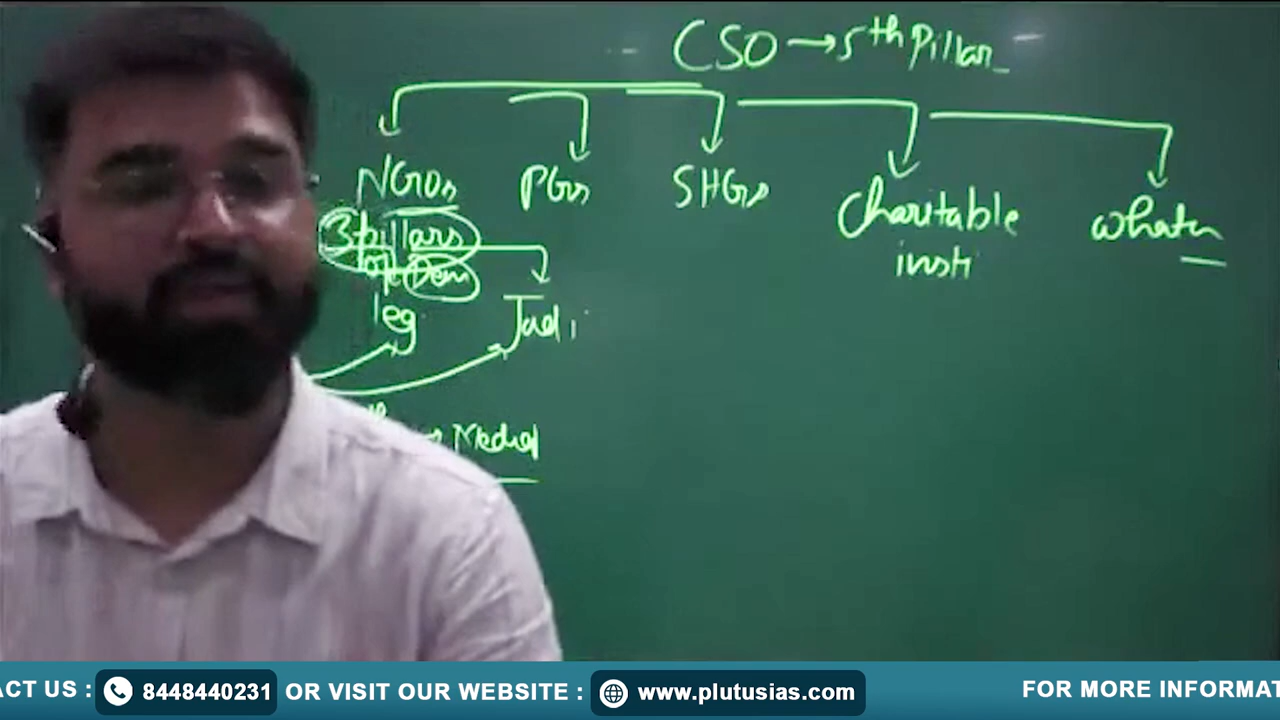 CSO → 5th Pillar
NGOs PGs SHGs Charitable insti
3 pillars
of Dem
leg Judi
→ Media
ACT US : 8448440231 OR VISIT OUR WEBSITE : www.plutusias.com FOR MORE INFORMAT